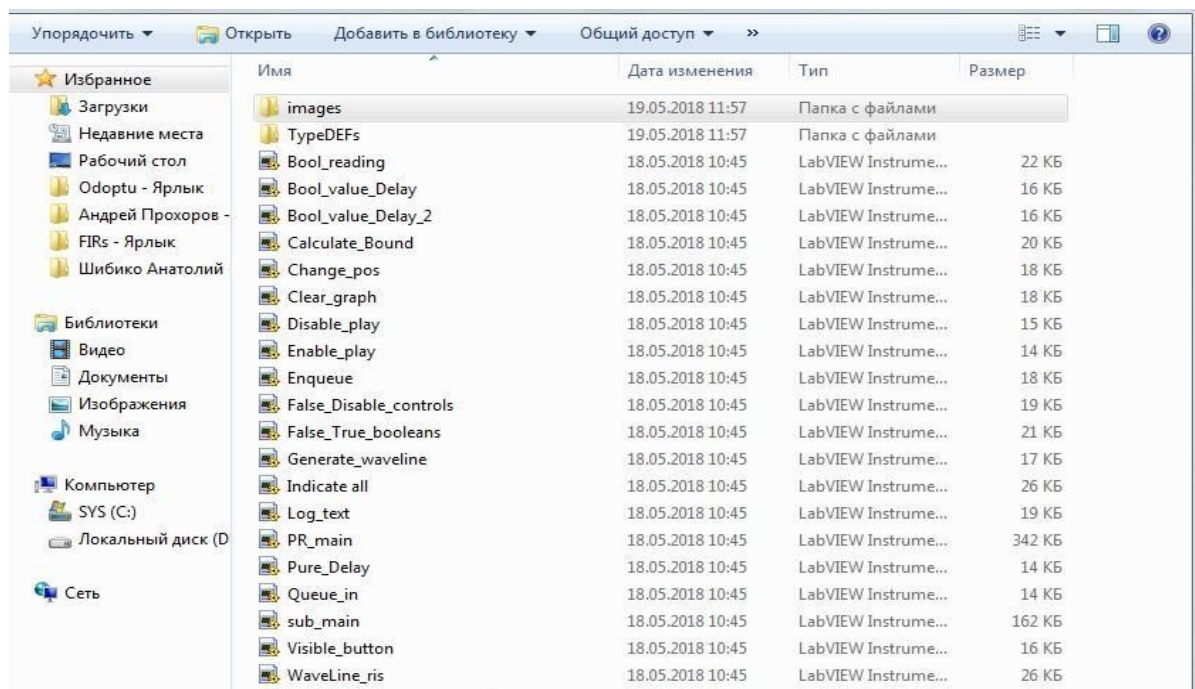 Упорядочить Открыть Добавить в библиотеку Общий доступ »
Избранное
Загрузки
Недавние места
Рабочий стол
Odoptu - Ярлык
Андрей Прохоров -
FIRs - Ярлык
Шибико Анатолий
Библиотеки
Видео
Документы
Изображения
Музыка
Компьютер
SYS (C:)
Локальный диск (D
Сеть
Имя Дата изменения Тип Размер
images 19.05.2018 11:57 Папка с файлами
TypeDEFs 19.05.2018 11:57 Папка с файлами
Bool_reading 18.05.2018 10:45 LabVIEW Instrume... 22 КБ
Bool_value_Delay 18.05.2018 10:45 LabVIEW Instrume... 16 КБ
Bool_value_Delay_2 18.05.2018 10:45 LabVIEW Instrume... 16 КБ
Calculate_Bound 18.05.2018 10:45 LabVIEW Instrume... 20 КБ
Change_pos 18.05.2018 10:45 LabVIEW Instrume... 18 КБ
Clear_graph 18.05.2018 10:45 LabVIEW Instrume... 18 КБ
Disable_play 18.05.2018 10:45 LabVIEW Instrume... 15 КБ
Enable_play 18.05.2018 10:45 LabVIEW Instrume... 14 КБ
Enqueue 18.05.2018 10:45 LabVIEW Instrume... 18 КБ
False_Disable_controls 18.05.2018 10:45 LabVIEW Instrume... 19 КБ
False_True_booleans 18.05.2018 10:45 LabVIEW Instrume... 21 КБ
Generate_waveline 18.05.2018 10:45 LabVIEW Instrume... 17 КБ
Indicate all 18.05.2018 10:45 LabVIEW Instrume... 26 КБ
Log_text 18.05.2018 10:45 LabVIEW Instrume... 19 КБ
PR_main 18.05.2018 10:45 LabVIEW Instrume... 342 КБ
Pure_Delay 18.05.2018 10:45 LabVIEW Instrume... 14 КБ
Queue_in 18.05.2018 10:45 LabVIEW Instrume... 14 КБ
sub_main 18.05.2018 10:45 LabVIEW Instrume... 162 КБ
Visible_button 18.05.2018 10:45 LabVIEW Instrume... 16 КБ
WaveLine_ris 18.05.2018 10:45 LabVIEW Instrume... 26 КБ